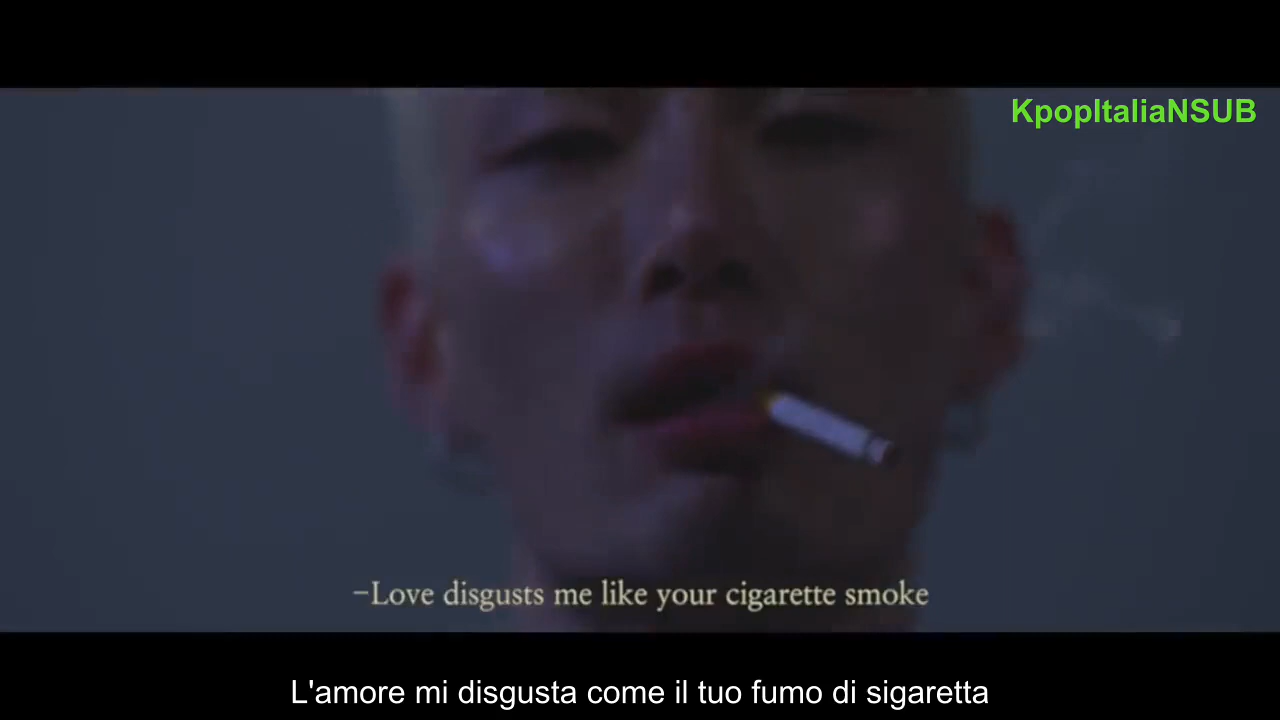 KpopItaliaNSUB
–Love disgusts me like your cigarette smoke
L'amore mi disgusta come il tuo fumo di sigaretta